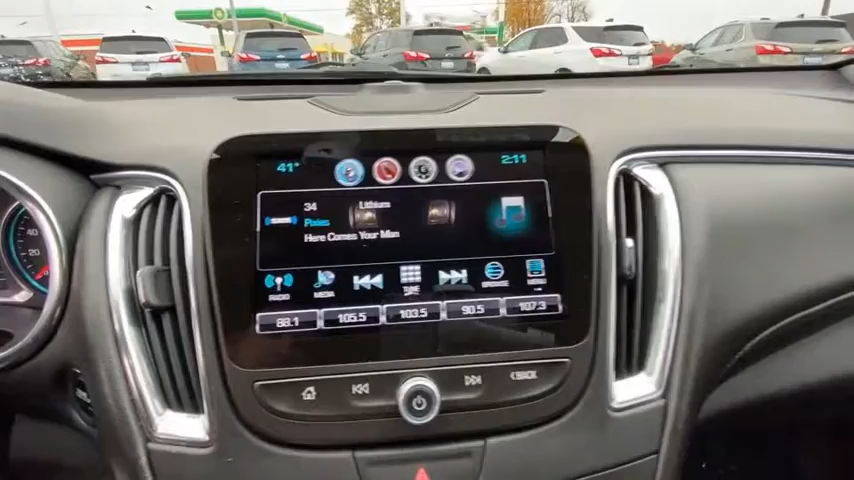 41° 2:11
34 Lithium
Pixies
Here Comes Your Man
RADIO MEDIA TUNE BROWSE MENU
88.1 105.5 103.5 90.5 107.3
BACK